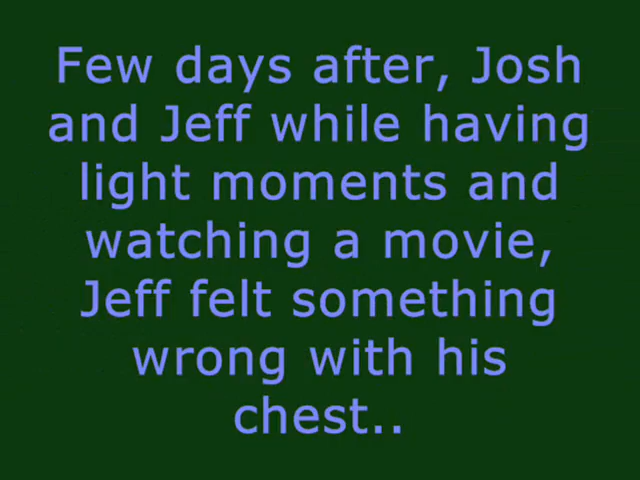 Few days after, Josh
and Jeff while having
light moments and
watching a movie,
Jeff felt something
wrong with his
chest..